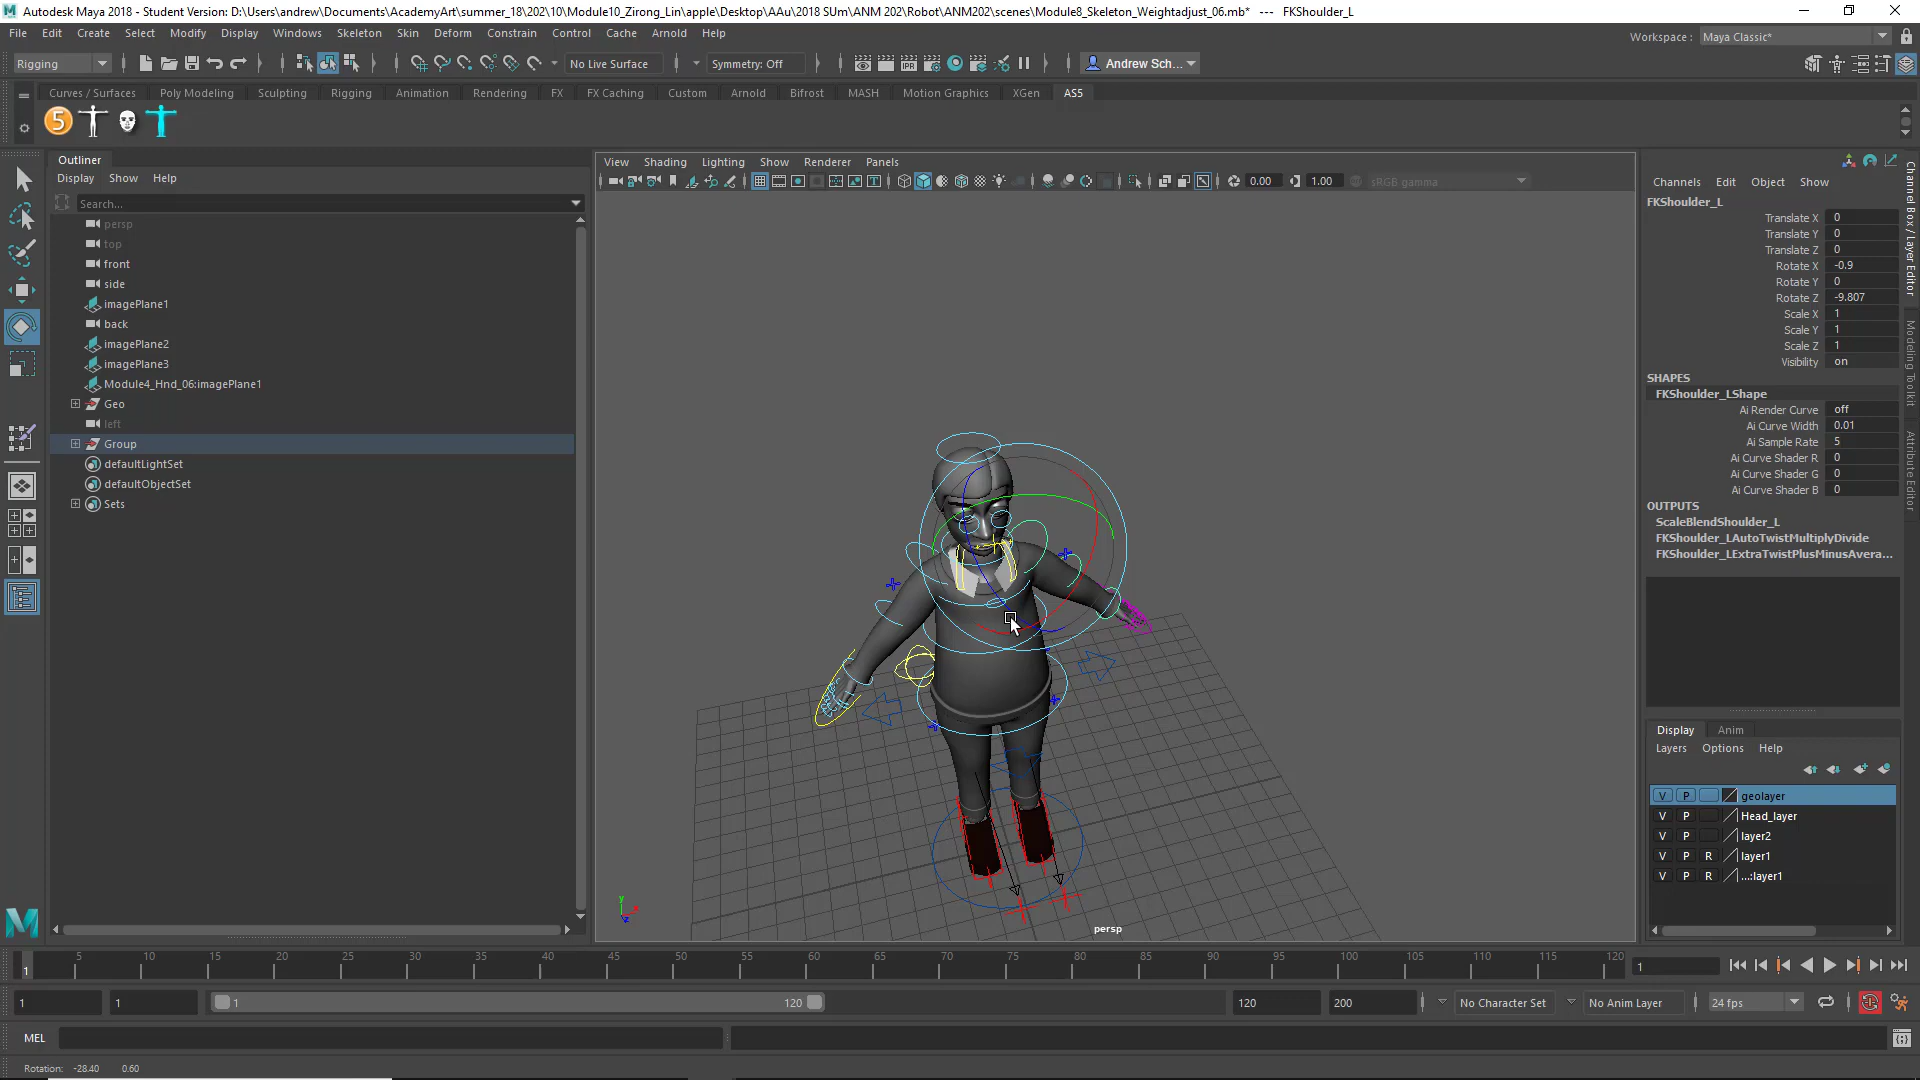 Autodesk Maya 2018 - Student Version: D:\Users\andrew\Documents\AcademyArt\summer_18\202\10\Module10_Zirong_Lin\apple\Desktop\AAu\2018 SUm\ANM 202\Robot\ANM202\scenes\Module8_Skeleton_Weightadjust_06.mb* --- FKShoulder_L
File Edit Create Select Modify Display Windows Skeleton Skin Deform Constrain Control Cache Arnold Help
Workspace : Maya Classic*
Rigging No Live Surface Symmetry: Off Andrew Sch...
Curves / Surfaces Poly Modeling Sculpting Rigging Animation Rendering FX FX Caching Custom Arnold Bifrost MASH Motion Graphics XGen AS5
5
Outliner
Display Show Help
Search...
persp
top
front
side
imagePlane1
back
imagePlane2
imagePlane3
Module4_Hnd_06:imagePlane1
Geo
left
Group
defaultLightSet
defaultObjectSet
Sets
View Shading Lighting Show Renderer Panels
0.00 1.00 sRGB gamma
persp
Channels Edit Object Show
FKShoulder_L
Translate X 0
Translate Y 0
Translate Z 0
Rotate X -0.9
Rotate Y 0
Rotate Z -9.807
Scale X 1
Scale Y 1
Scale Z 1
Visibility on
SHAPES
FKShoulder_LShape
Ai Render Curve off
Ai Curve Width 0.01
Ai Sample Rate 5
Ai Curve Shader R 0
Ai Curve Shader G 0
Ai Curve Shader B 0
OUTPUTS
ScaleBlendShoulder_L
FKShoulder_LAutoTwistMultiplyDivide
FKShoulder_LExtraTwistPlusMinusAvera...
Channel Box / Layer Editor
Modeling Toolkit
Attribute Editor
Display Anim
Layers Options Help
V P geolayer
V P Head_layer
V P layer2
V P R layer1
V P R ...:layer1
1 5 10 15 20 25 30 35 40 45 50 55 60 65 70 75 80 85 90 95 100 105 110 115 120 1
1 1 1 120 120 200 No Character Set No Anim Layer 24 fps
MEL
Rotation: -28.40 0.60